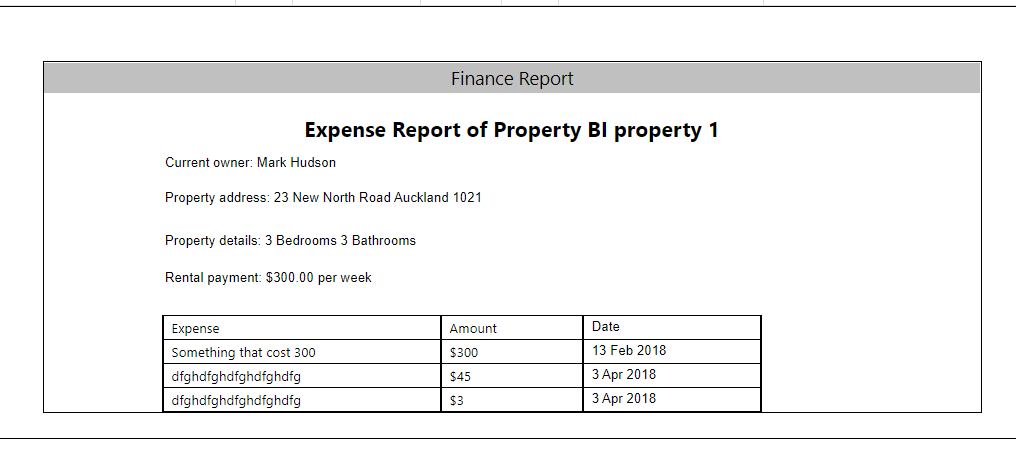 Finance Report
Expense Report of Property BI property 1
Current owner: Mark Hudson
Property address: 23 New North Road Auckland 1021
Property details: 3 Bedrooms 3 Bathrooms
Rental payment: $300.00 per week
Expense Amount Date
Something that cost 300 $300 13 Feb 2018
dfghdfghdfghdfghdfg $45 3 Apr 2018
dfghdfghdfghdfghdfg $3 3 Apr 2018